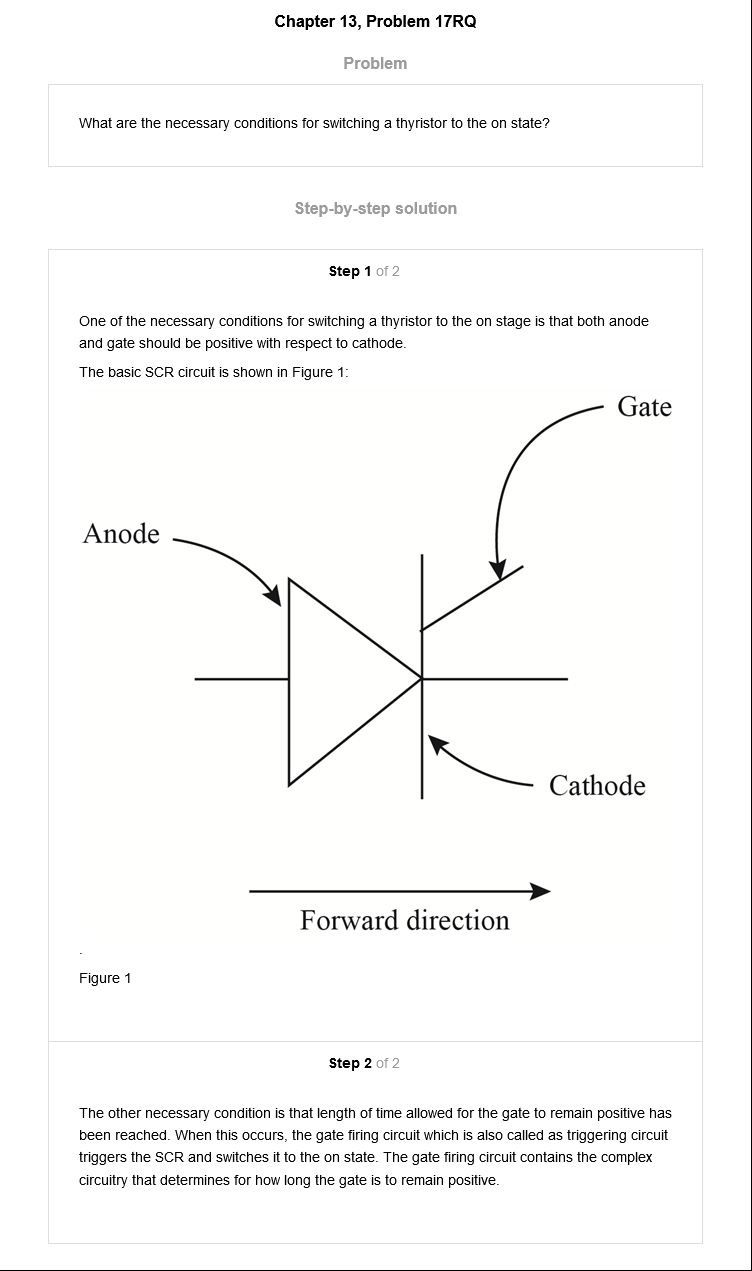 Chapter 13, Problem 17RQ
Problem
What are the necessary conditions for switching a thyristor to the on state?
Step-by-step solution
Step 1 of 2
One of the necessary conditions for switching a thyristor to the on stage is that both anode
and gate should be positive with respect to cathode.
The basic SCR circuit is shown in Figure 1:
Gate
Anode
Cathode
Forward direction
.
Figure 1
Step 2 of 2
The other necessary condition is that length of time allowed for the gate to remain positive has
been reached. When this occurs, the gate firing circuit which is also called as triggering circuit
triggers the SCR and switches it to the on state. The gate firing circuit contains the complex
circuitry that determines for how long the gate is to remain positive.